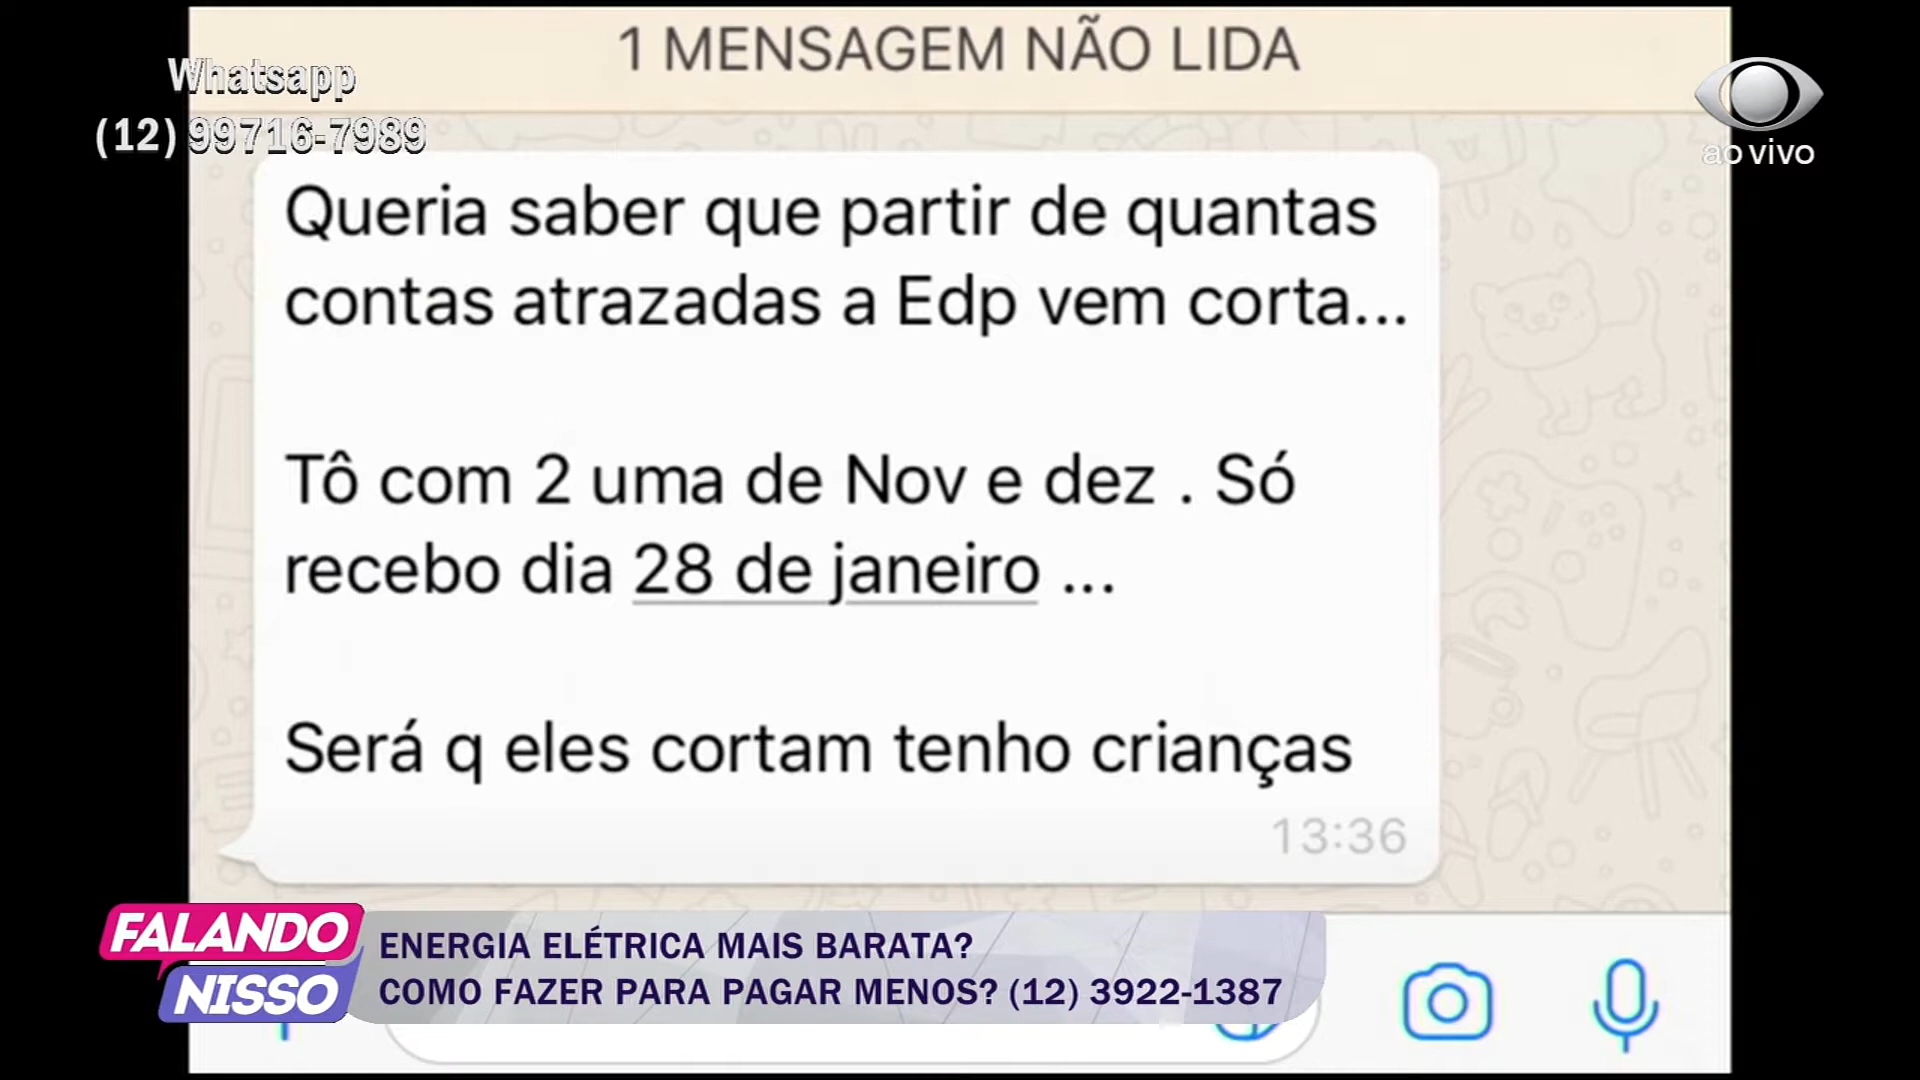 1 MENSAGEM NÃO LIDA
Whatsapp
(12) 99716-7989
ao vivo
Queria saber que partir de quantas
contas atrazadas a Edp vem corta...
Tô com 2 uma de Nov e dez . Só
recebo dia 28 de janeiro ...
Será q eles cortam tenho crianças
13:36
FALANDO
NISSO
ENERGIA ELÉTRICA MAIS BARATA?
COMO FAZER PARA PAGAR MENOS? (12) 3922-1387